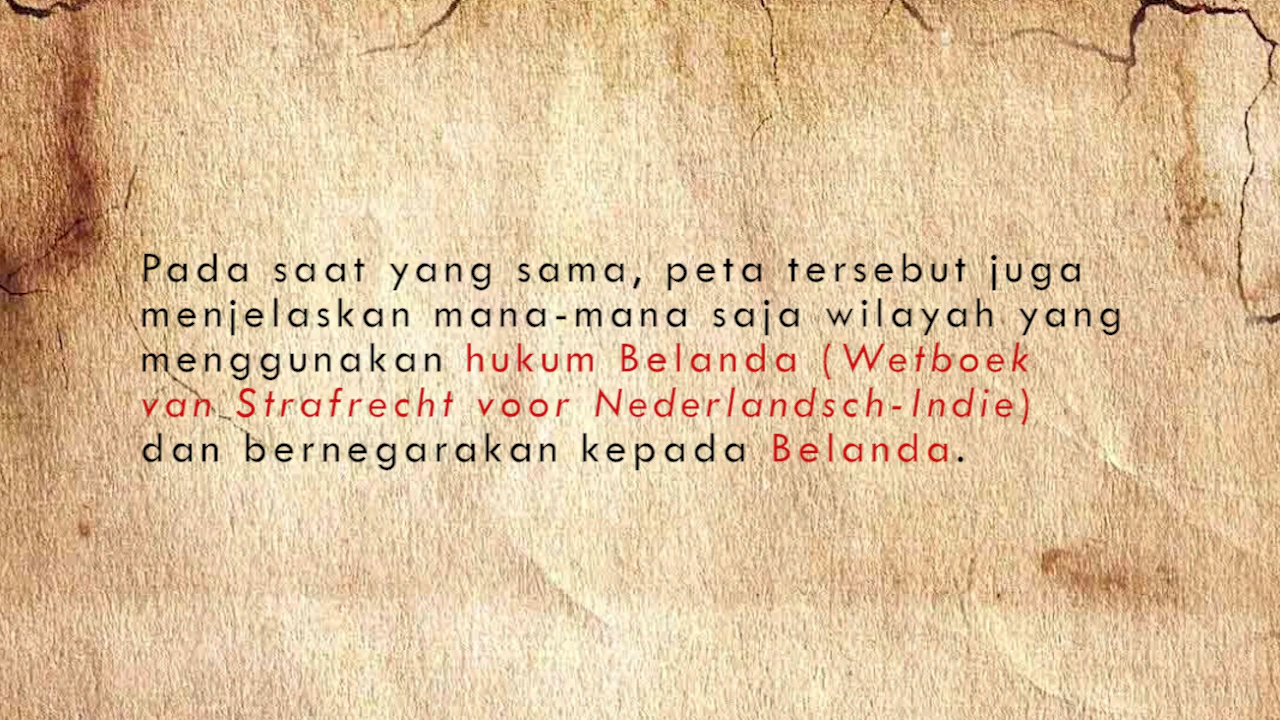 Pada saat yang sama, peta tersebut juga
menjelaskan mana-mana saja wilayah yang
menggunakan hukum Belanda (Wetboek
van Strafrecht voor Nederlandsch-Indie)
dan bernegarakan kepada Belanda.